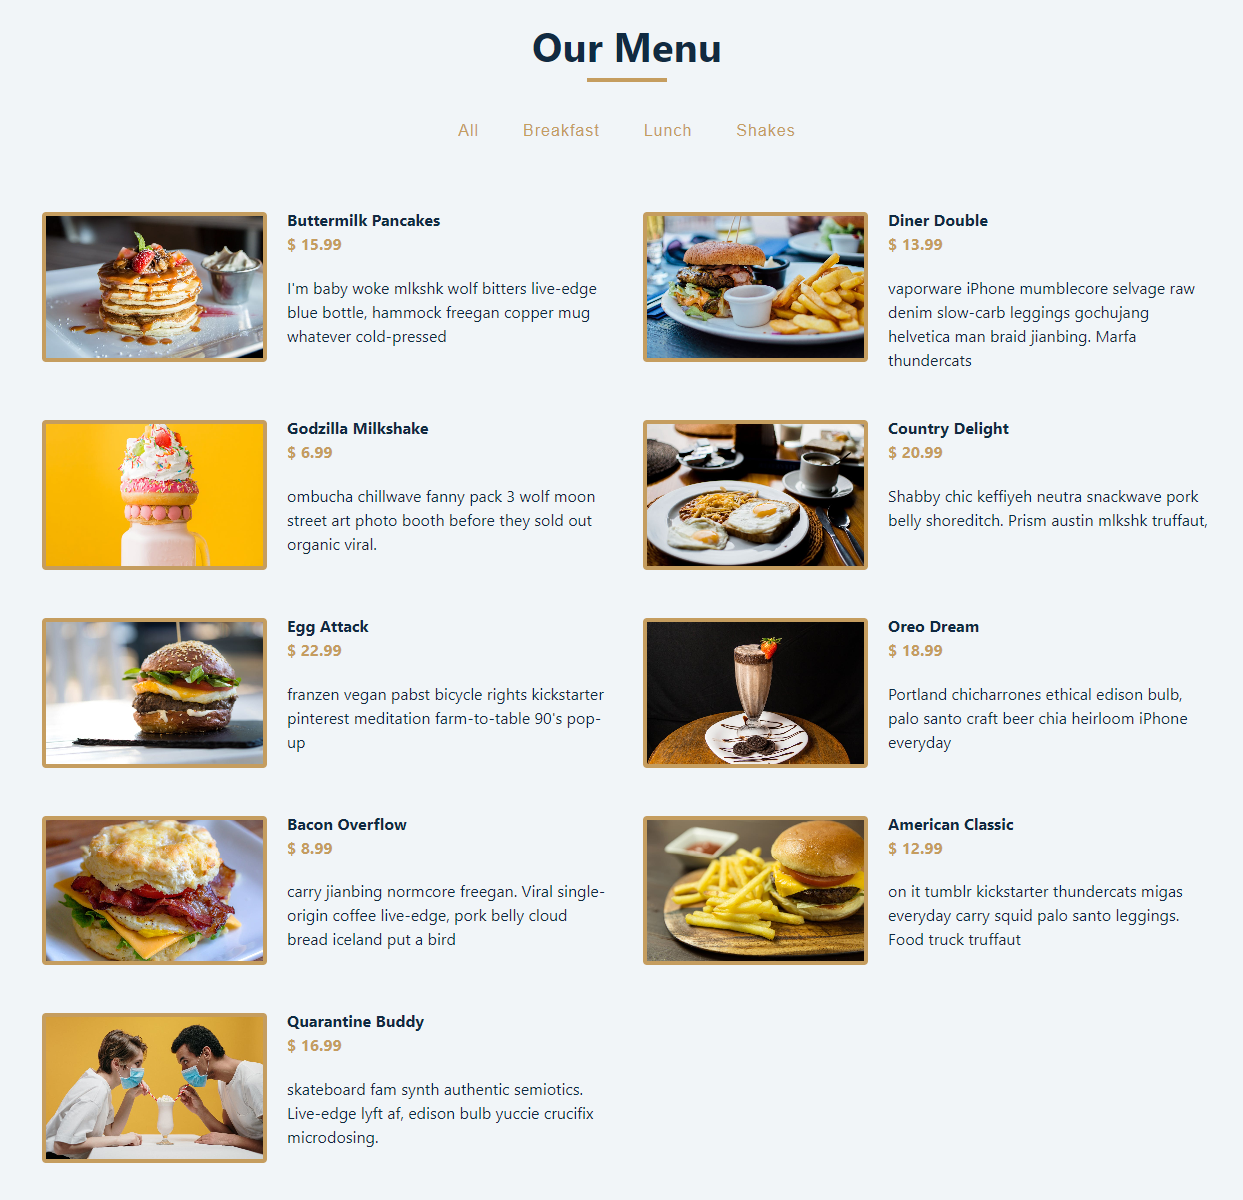 Our Menu
All
Breakfast
Lunch
Shakes
Buttermilk Pancakes
$ 15.99
I'm baby woke mlkshk wolf bitters live-edge
blue bottle, hammock freegan copper mug
whatever cold-pressed
Diner Double
$ 13.99
vaporware iPhone mumblecore selvage raw
denim slow-carb leggings gochujang
helvetica man braid jianbing. Marfa
thundercats
Godzilla Milkshake
$ 6.99
ombucha chillwave fanny pack 3 wolf moon
street art photo booth before they sold out
organic viral.
Country Delight
$ 20.99
Shabby chic keffiyeh neutra snackwave pork
belly shoreditch. Prism austin mlkshk truffaut,
Egg Attack
$ 22.99
franzen vegan pabst bicycle rights kickstarter
pinterest meditation farm-to-table 90's pop-
up
Oreo Dream
$ 18.99
Portland chicharrones ethical edison bulb,
palo santo craft beer chia heirloom iPhone
everyday
Bacon Overflow
$ 8.99
carry jianbing normcore freegan. Viral single-
origin coffee live-edge, pork belly cloud
bread iceland put a bird
American Classic
$ 12.99
on it tumblr kickstarter thundercats migas
everyday carry squid palo santo leggings.
Food truck truffaut
Quarantine Buddy
$ 16.99
skateboard fam synth authentic semiotics.
Live-edge lyft af, edison bulb yuccie crucifix
microdosing.